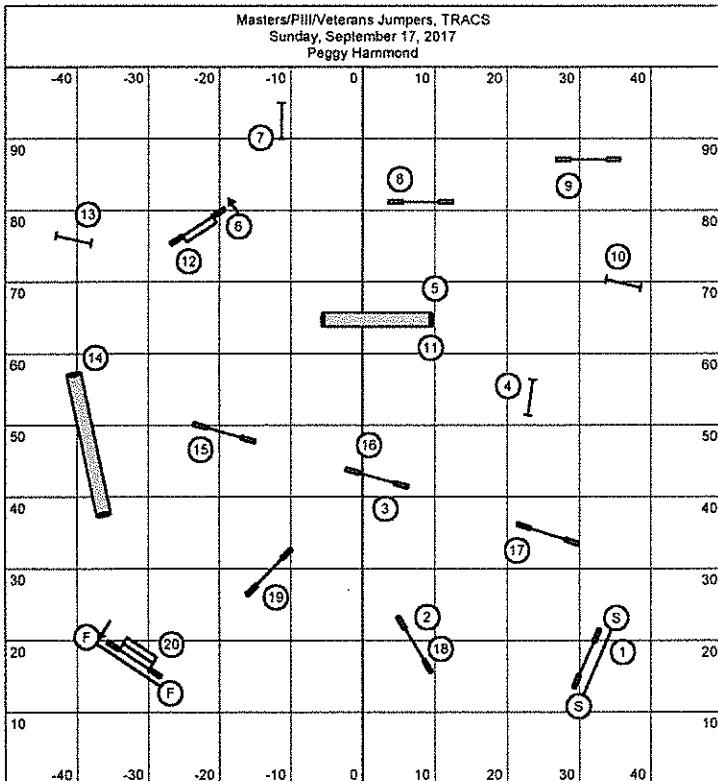 Masters/PIII/Veterans Jumpers, TRACS
Sunday, September 17, 2017
Peggy Hammond
-40 -30 -20 -10 0 10 20 30 40
7
90 90
8 9
13
80 80
6
12
10
70 70
5
11
60 60
14
4
50 50
16
15
40 40
3
17
30 30
19
2 S
20 F 20
20 18 1
F S
10 10
-40 -30 -20 -10 0 10 20 30 40